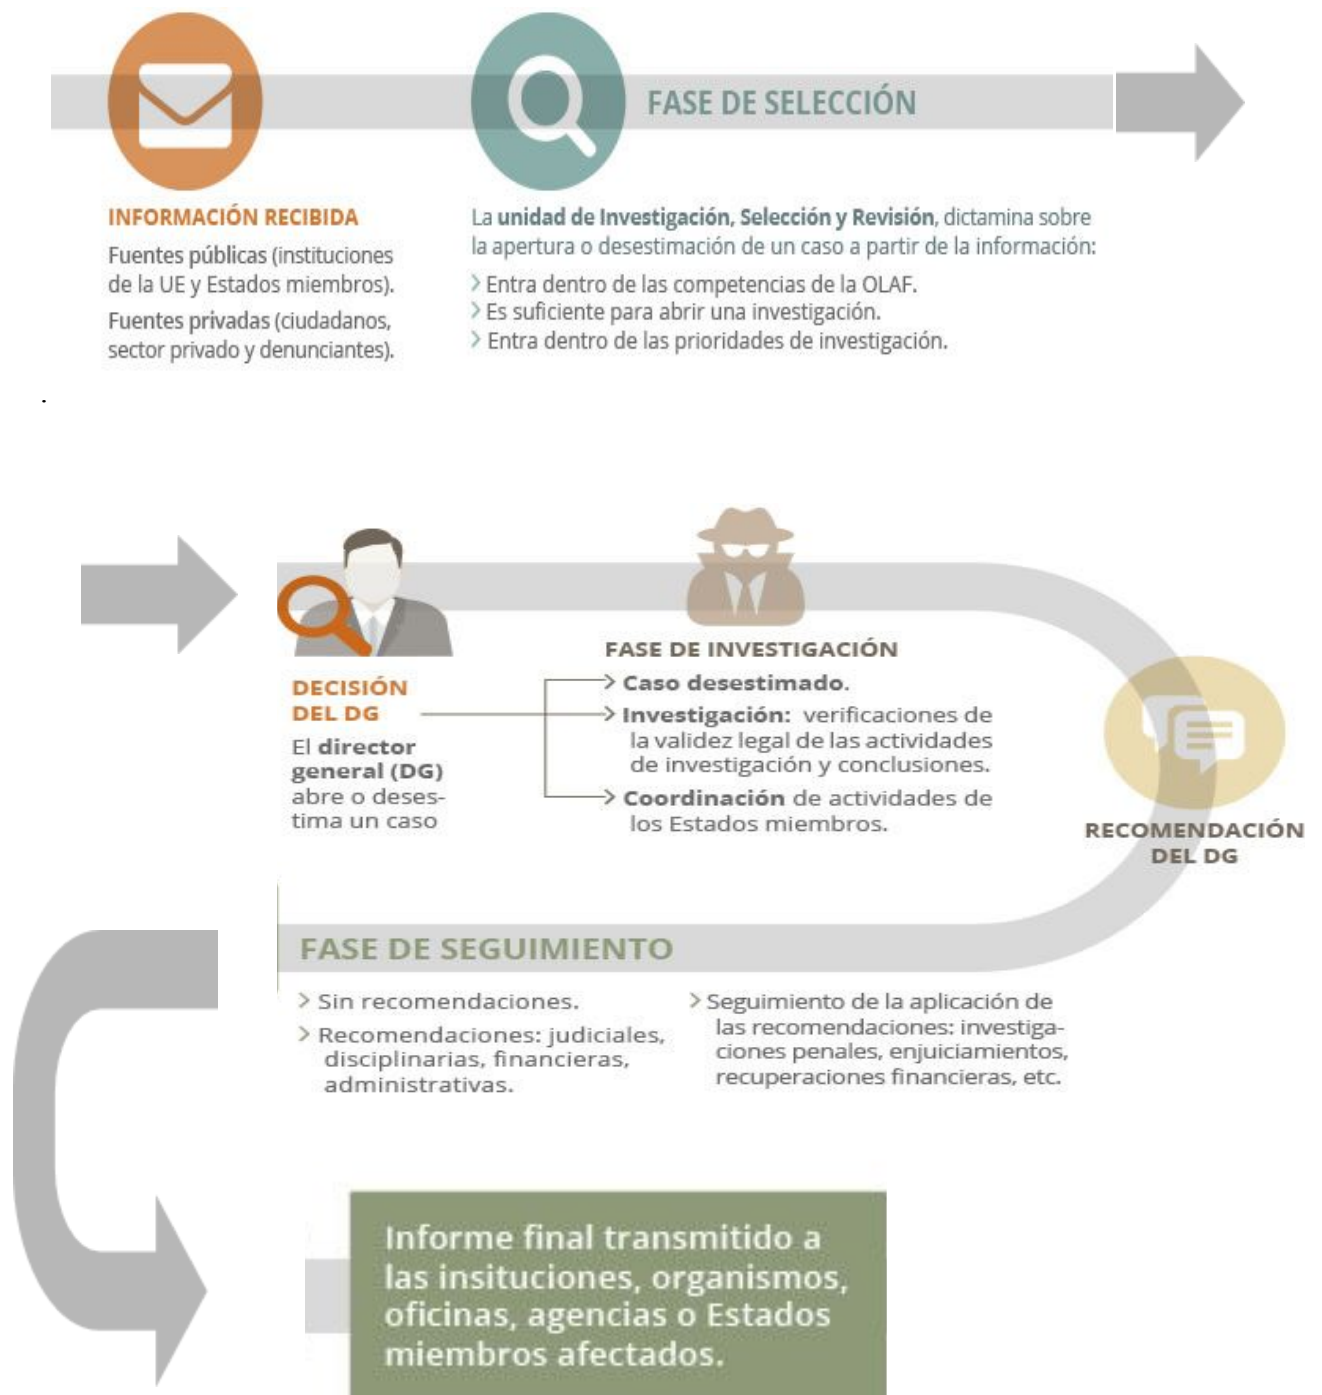 FASE DE SELECCIÓN
INFORMACIÓN RECIBIDA
Fuentes públicas (instituciones
de la UE y Estados miembros).
Fuentes privadas (ciudadanos,
sector privado y denunciantes).
La unidad de Investigación, Selección y Revisión, dictamina sobre
la apertura o desestimación de un caso a partir de la información:
> Entra dentro de las competencias de la OLAF.
> Es suficiente para abrir una investigación.
> Entra dentro de las prioridades de investigación.
.
DECISIÓN
DEL DG
El director
general (DG)
abre o deses-
tima un caso
FASE DE INVESTIGACIÓN
> Caso desestimado.
> Investigación: verificaciones de
la validez legal de las actividades
de investigación y conclusiones.
> Coordinación de actividades de
los Estados miembros.
RECOMENDACIÓN
DEL DG
FASE DE SEGUIMIENTO
> Sin recomendaciones.
> Recomendaciones: judiciales,
disciplinarias, financieras,
administrativas.
> Seguimiento de la aplicación de
las recomendaciones: investiga-
ciones penales, enjuiciamientos,
recuperaciones financieras, etc.
Informe final transmitido a
las insituciones, organismos,
oficinas, agencias o Estados
miembros afectados.